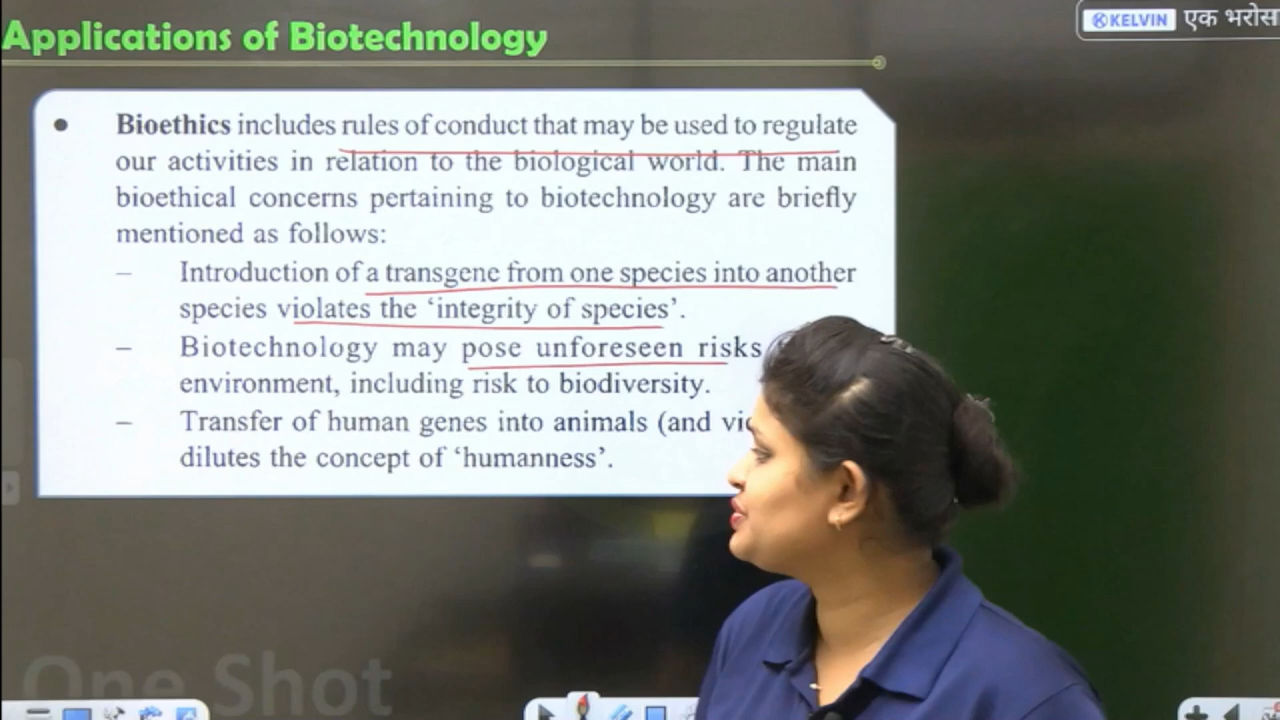 Applications of Biotechnology
KELVIN एक भरोस
• Bioethics includes rules of conduct that may be used to regulate
our activities in relation to the biological world. The main
bioethical concerns pertaining to biotechnology are briefly
mentioned as follows:
– Introduction of a transgene from one species into another
species violates the ‘integrity of species’.
– Biotechnology may pose unforeseen risks
environment, including risk to biodiversity.
– Transfer of human genes into animals (and
dilutes the concept of ‘humanness’.
One Shot